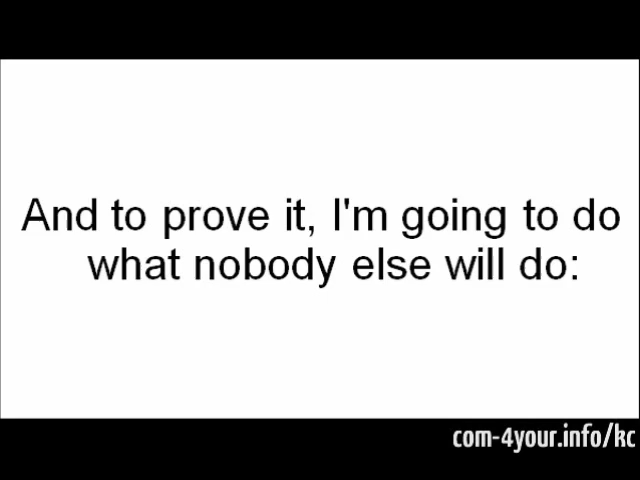 And to prove it, I'm going to do
what nobody else will do:
com-4your.info/kc